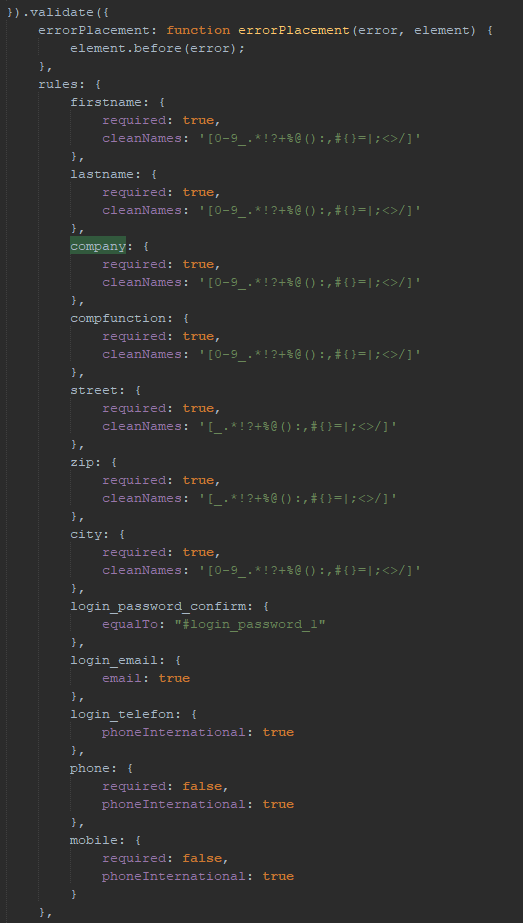 }).validate({
    errorPlacement: function errorPlacement(error, element) {
        element.before(error);
    },
    rules: {
        firstname: {
            required: true,
            cleanNames: '[0-9_.*!?+%@():,#{}=|;<>/]'
        },
        lastname: {
            required: true,
            cleanNames: '[0-9_.*!?+%@():,#{}=|;<>/]'
        },
        company: {
            required: true,
            cleanNames: '[0-9_.*!?+%@():,#{}=|;<>/]'
        },
        compfunction: {
            required: true,
            cleanNames: '[0-9_.*!?+%@():,#{}=|;<>/]'
        },
        street: {
            required: true,
            cleanNames: '[_.*!?+%@():,#{}=|;<>/]'
        },
        zip: {
            required: true,
            cleanNames: '[_.*!?+%@():,#{}=|;<>/]'
        },
        city: {
            required: true,
            cleanNames: '[0-9_.*!?+%@():,#{}=|;<>/]'
        },
        login_password_confirm: {
            equalTo: "#login_password_1"
        },
        login_email: {
            email: true
        },
        login_telefon: {
            phoneInternational: true
        },
        phone: {
            required: false,
            phoneInternational: true
        },
        mobile: {
            required: false,
            phoneInternational: true
        }
    },